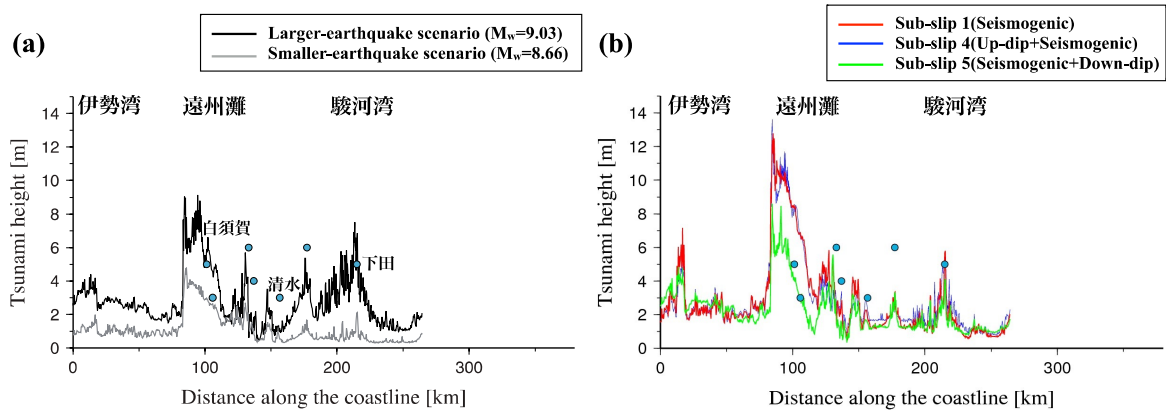 (a)
Larger-earthquake scenario (Mw=9.03)
Smaller-earthquake scenario (Mw=8.66)
伊勢湾 遠州灘 駿河湾
14
12
10
8
6
4
2
0
Tsunami height [m]
白須賀
清水
下田
0 100 200 300
Distance along the coastline [km]
(b)
Sub-slip 1(Seismogenic)
Sub-slip 4(Up-dip+Seismogenic)
Sub-slip 5(Seismogenic+Down-dip)
伊勢湾 遠州灘 駿河湾
14
12
10
8
6
4
2
0
Tsunami height [m]
0 100 200 300
Distance along the coastline [km]